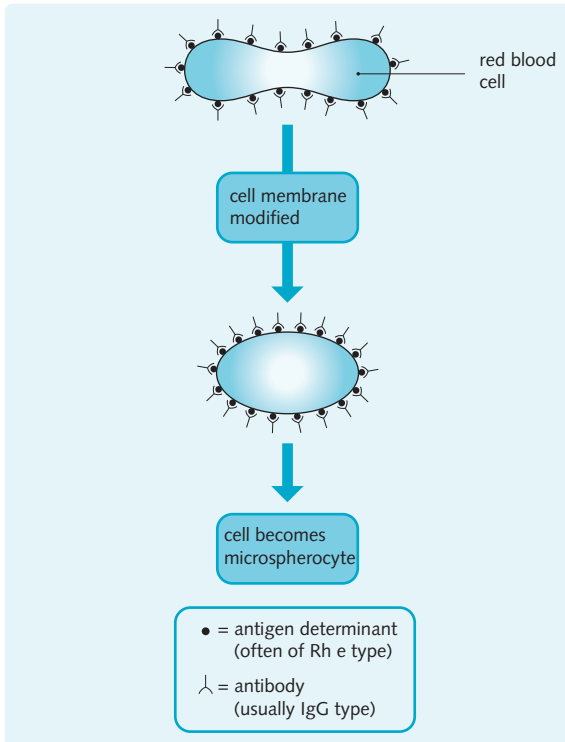 red blood
cell
cell membrane
modified
cell becomes
microspherocyte
= antigen determinant
(often of Rh e type)
= antibody
(usually IgG type)